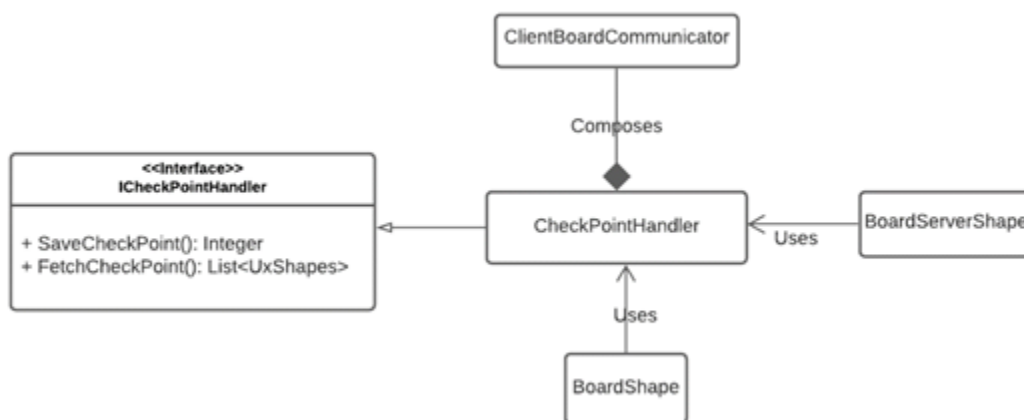 ClientBoardCommunicator
Composes
<<Interface>>
ICheckPointHandler
+ SaveCheckPoint(): Integer
+ FetchCheckPoint(): List<UxShapes>
CheckPointHandler
Uses
BoardServerShape
Uses
BoardShape